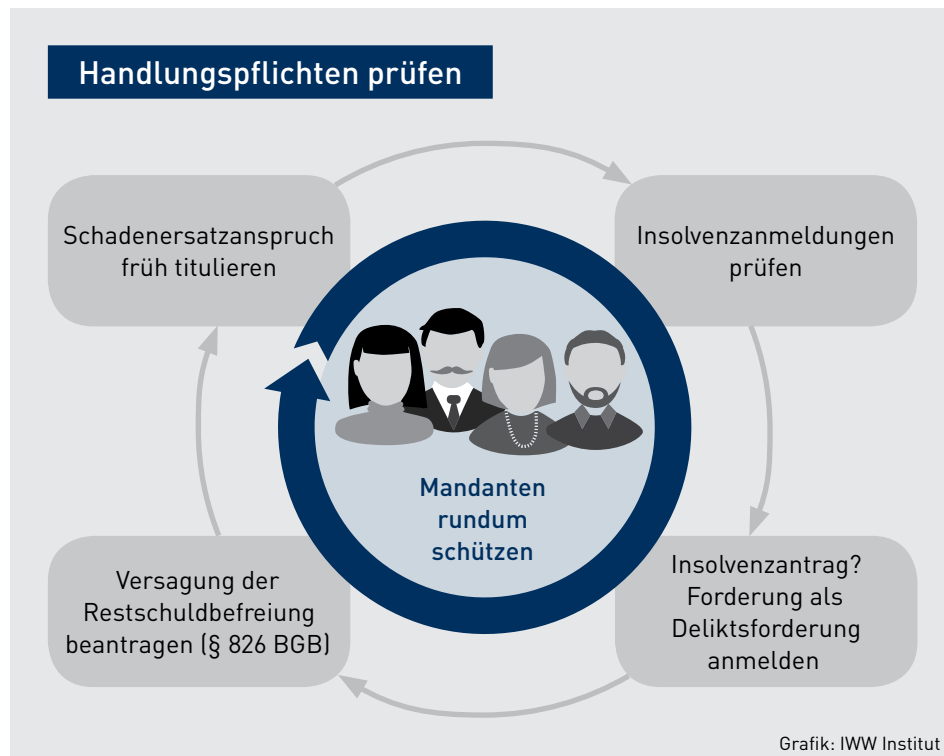 Handlungspflichten prüfen
Schadenersatzanspruch
früh titulieren
Insolvenzanmeldungen
prüfen
Mandanten
rundum
schützen
Versagung der
Restschuldbefreiung
beantragen (§ 826 BGB)
Insolvenzantrag?
Forderung als
Deliktsforderung
anmelden
Grafik: IWW Institut